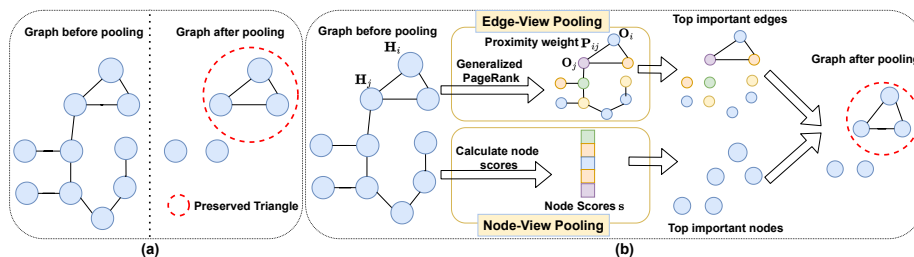 Graph before pooling
Graph after pooling
Preserved Triangle
(a)
Graph before pooling
H_i
H_j
Edge-View Pooling
Proximity weight P_ij
O_i
O_j
Generalized
PageRank
Top important edges
Graph after pooling
Calculate node
scores
Node Scores s
Node-View Pooling
Top important nodes
(b)